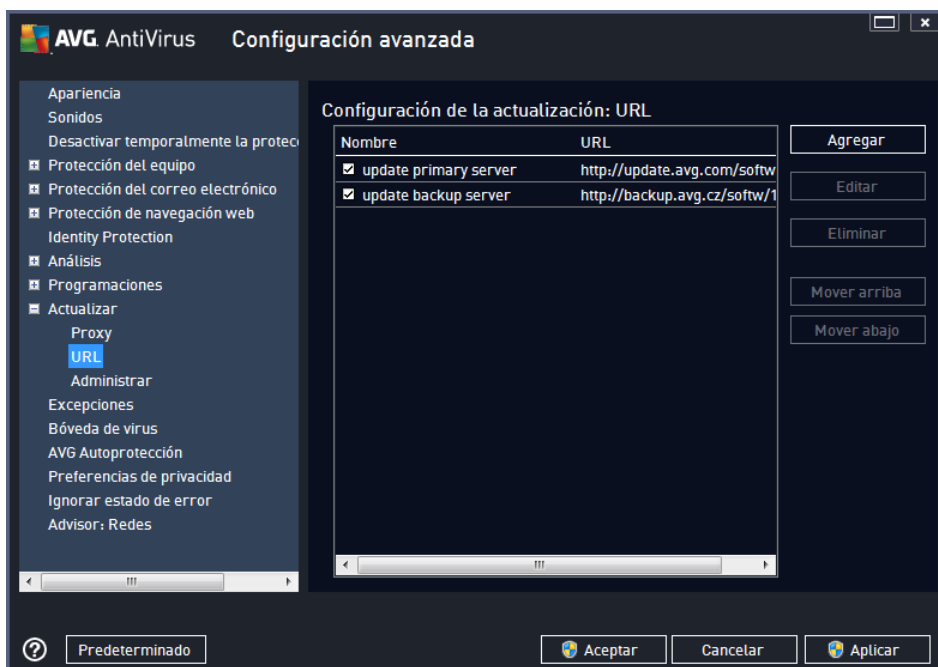 AVG. AntiVirus Configuración avanzada
Apariencia
Sonidos
Desactivar temporalmente la protec
Protección del equipo
Protección del correo electrónico
Protección de navegación web
Identity Protection
Análisis
Programaciones
Actualizar
Proxy
URL
Administrar
Excepciones
Bóveda de virus
AVG Autoprotección
Preferencias de privacidad
Ignorar estado de error
Advisor: Redes
Configuración de la actualización: URL
Nombre URL
update primary server http://update.avg.com/softw
update backup server http://backup.avg.cz/softw/1
Agregar
Editar
Eliminar
Mover arriba
Mover abajo
Predeterminado
Aceptar
Cancelar
Aplicar